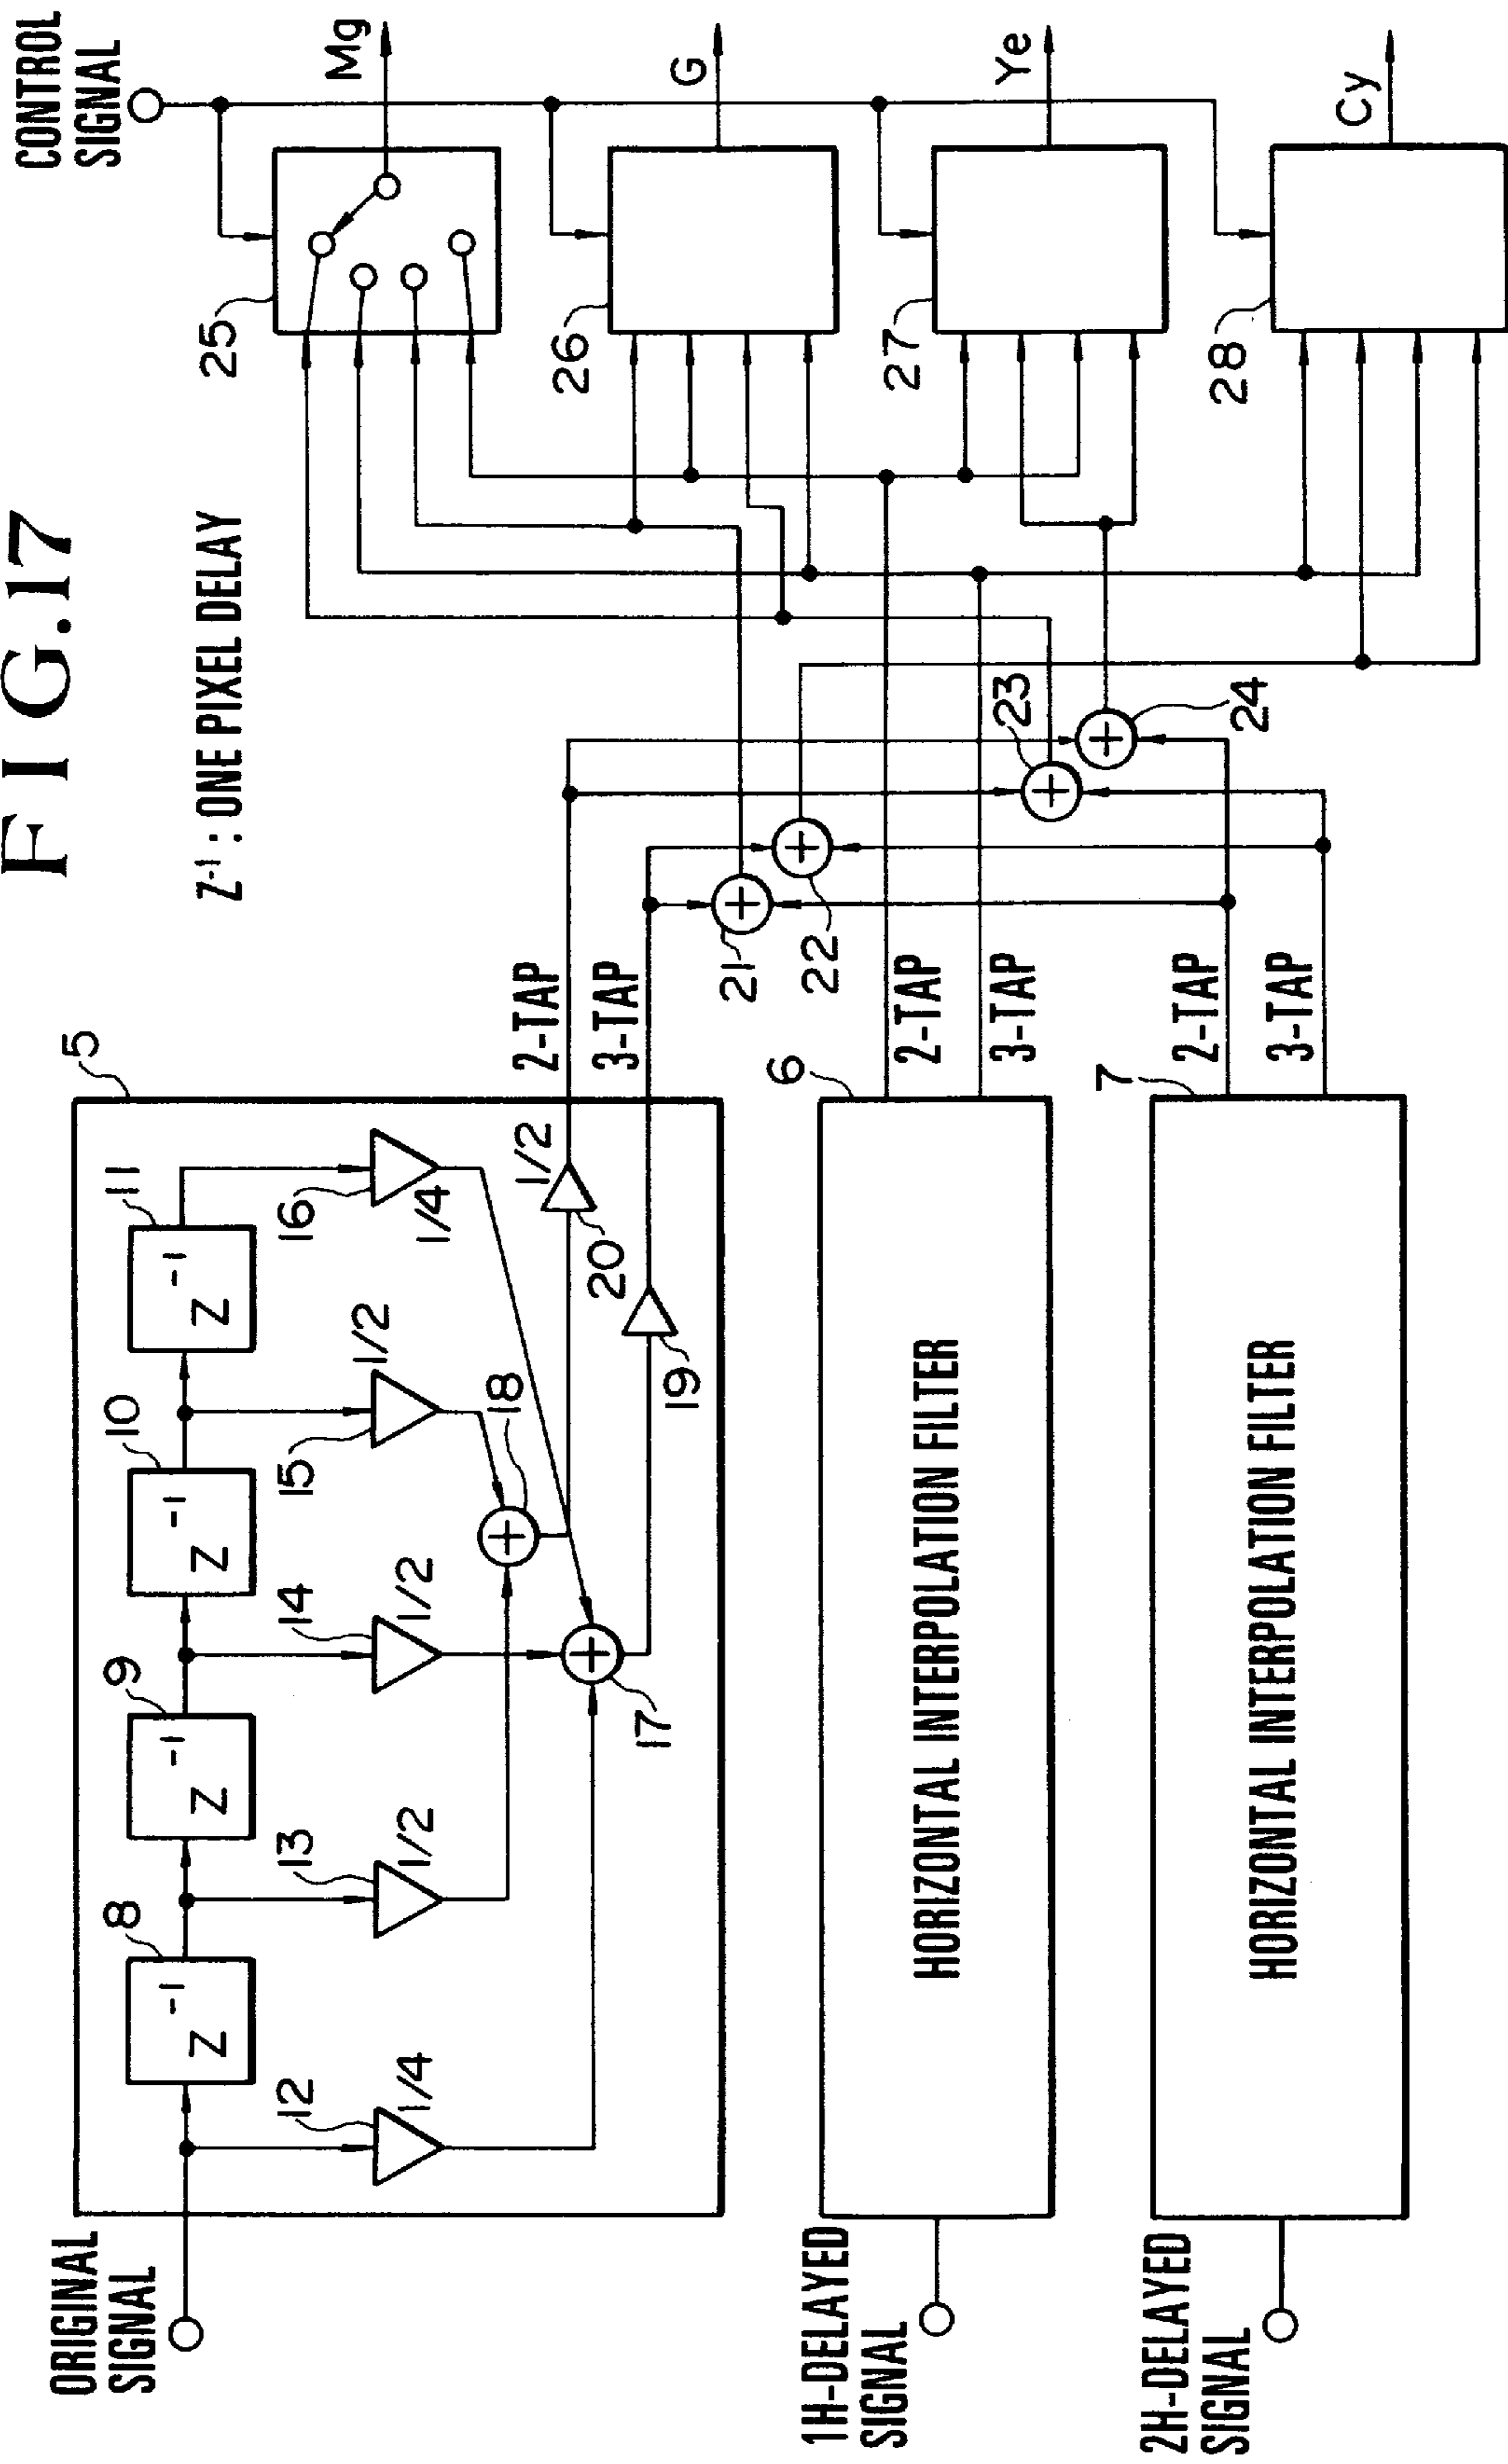 FIG.17
Z⁻¹ : ONE PIXEL DELAY
CONTROL
SIGNAL
ORIGINAL
SIGNAL
5
8
Z⁻¹
9
Z⁻¹
10
Z⁻¹
11
Z⁻¹
12
1/4
13
1/2
14
1/2
15
1/2
16
1/4
17
18
19
20
1/2
2-TAP
3-TAP
1H-DELAYED
SIGNAL
HORIZONTAL INTERPOLATION FILTER
6
2-TAP
3-TAP
2H-DELAYED
SIGNAL
HORIZONTAL INTERPOLATION FILTER
7
2-TAP
3-TAP
21
22
23
24
25
Mg
26
G
27
Ye
28
Cy